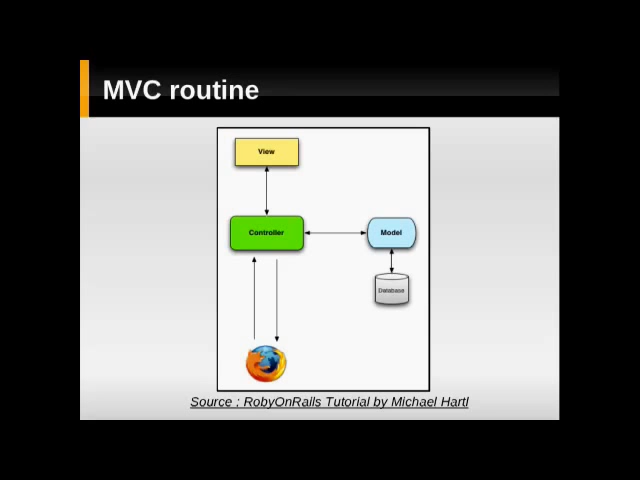 MVC routine
View
Controller
Model
Database
Source : RobyOnRails Tutorial by Michael Hartl